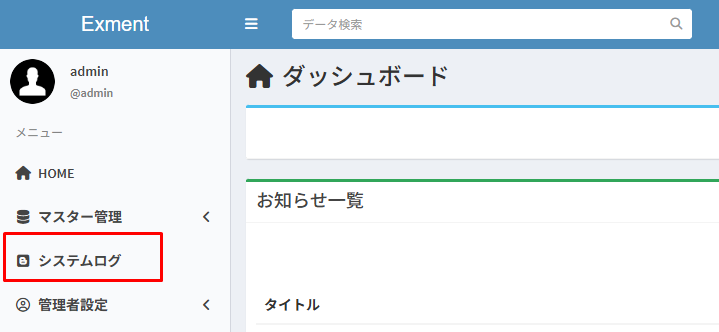 Exment
データ検索
admin
@admin
メニュー
HOME
マスター管理
システムログ
管理者設定
ダッシュボード
お知らせ一覧
タイトル